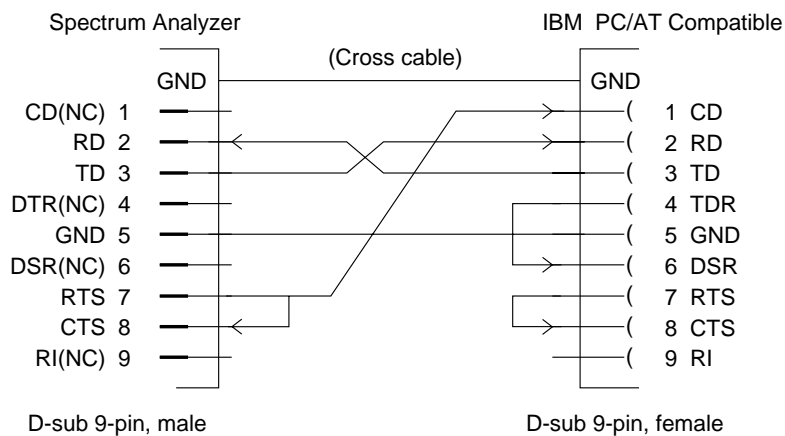 Spectrum Analyzer
IBM PC/AT Compatible
(Cross cable)
GND
GND
CD(NC) 1
1 CD
RD 2
2 RD
TD 3
3 TD
DTR(NC) 4
4 TDR
GND 5
5 GND
DSR(NC) 6
6 DSR
RTS 7
7 RTS
CTS 8
8 CTS
RI(NC) 9
9 RI
D-sub 9-pin, male
D-sub 9-pin, female